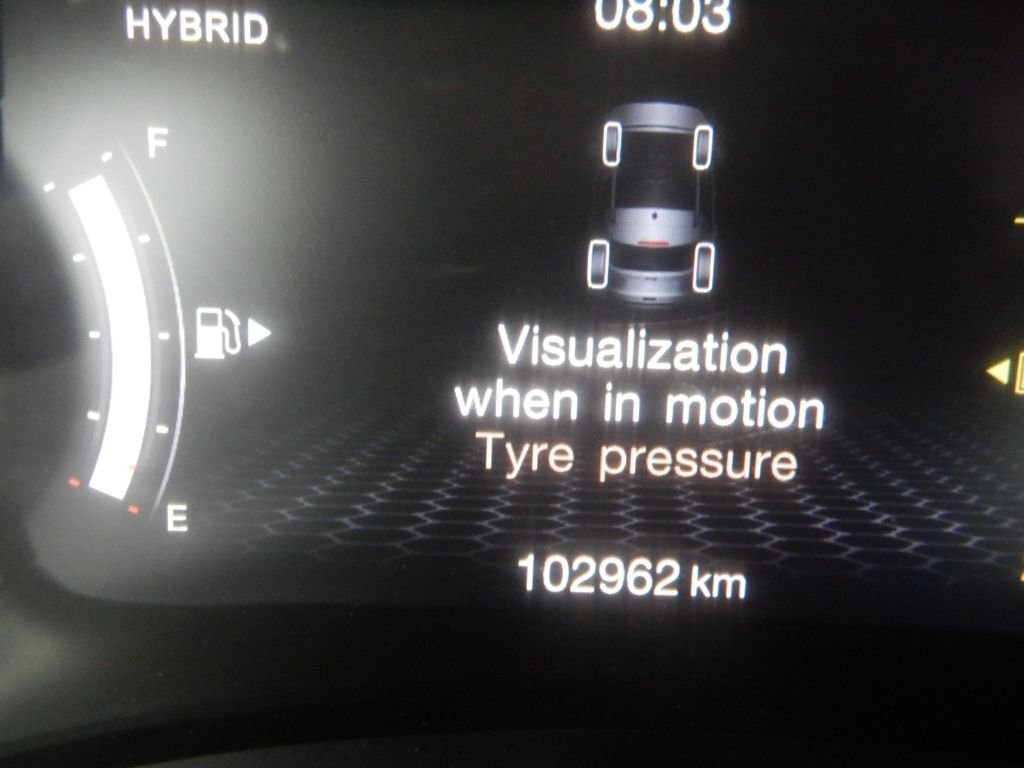 HYBRID
08:03
F
Visualization
when in motion
Tyre pressure
E
102962 km